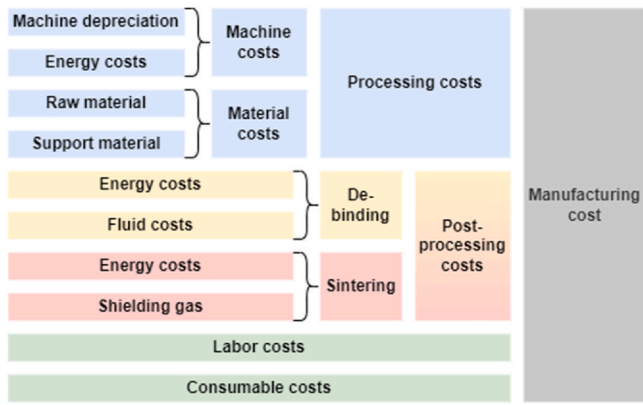 Machine depreciation
Energy costs
Machine
costs
Raw material
Support material
Material
costs
Processing costs
Energy costs
Fluid costs
De-
binding
Energy costs
Shielding gas
Sintering
Post-
processing
costs
Labor costs
Consumable costs
Manufacturing
cost